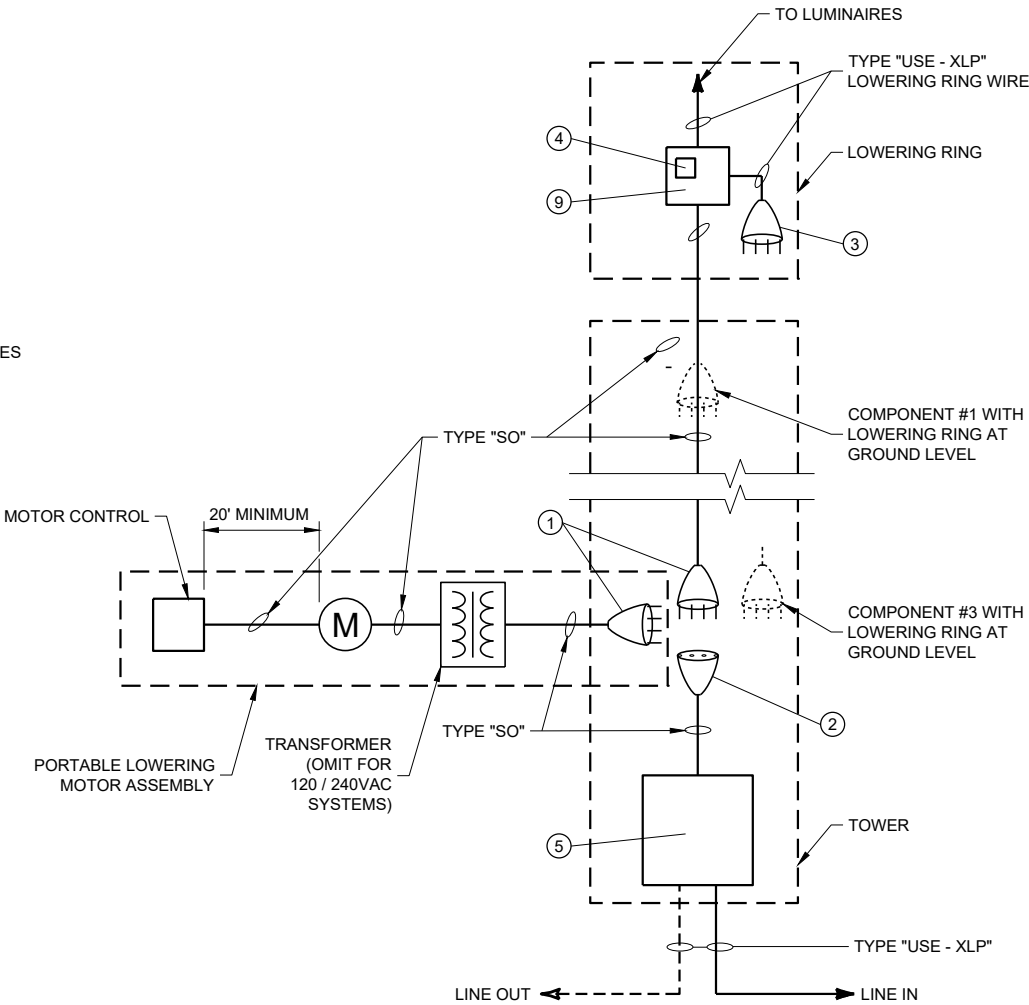 TO LUMINAIRES
TYPE "USE - XLP"
LOWERING RING WIRE
4
LOWERING RING
9
3
ES
COMPONENT #1 WITH
LOWERING RING AT
GROUND LEVEL
TYPE "SO"
MOTOR CONTROL
20' MINIMUM
1
M
COMPONENT #3 WITH
LOWERING RING AT
GROUND LEVEL
2
TYPE "SO"
PORTABLE LOWERING
MOTOR ASSEMBLY
TRANSFORMER
(OMIT FOR
120 / 240VAC
SYSTEMS)
5
TOWER
TYPE "USE - XLP"
LINE OUT
LINE IN